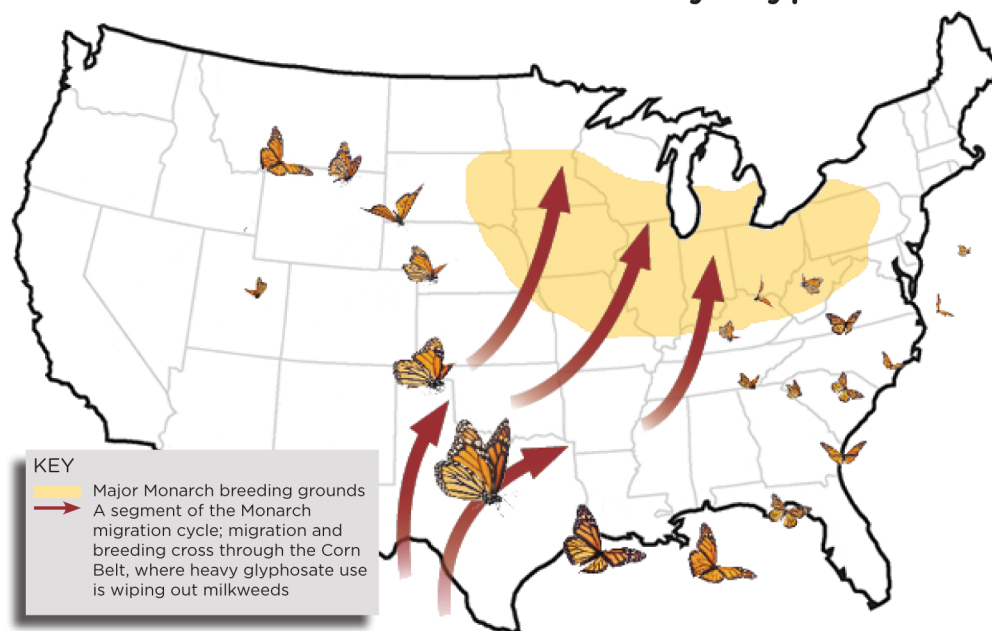 KEY
Major Monarch breeding grounds
A segment of the Monarch
migration cycle; migration and
breeding cross through the Corn
Belt, where heavy glyphosate use
is wiping out milkweeds